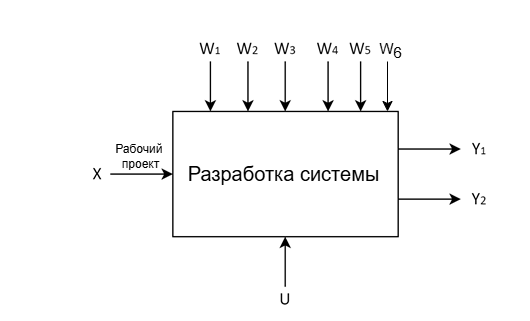 W1 W2 W3 W4 W5 W6
Рабочий
проект
X
Разработка системы
Y1
Y2
U